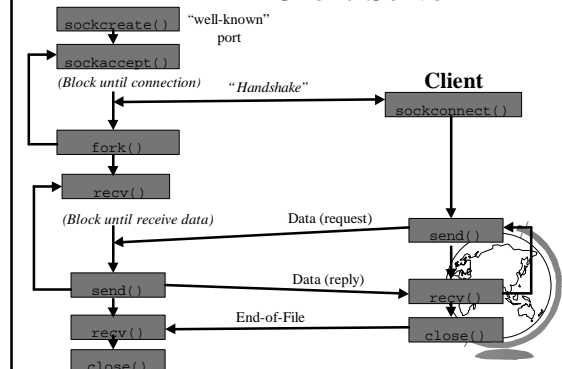 sockcreate()
"well-known"
port
sockaccept()
(Block until connection)
"Handshake"
Client
sockconnect()
fork()
recv()
(Block until receive data)
Data (request)
send()
send()
Data (reply)
recv()
recv()
End-of-File
close()
close()